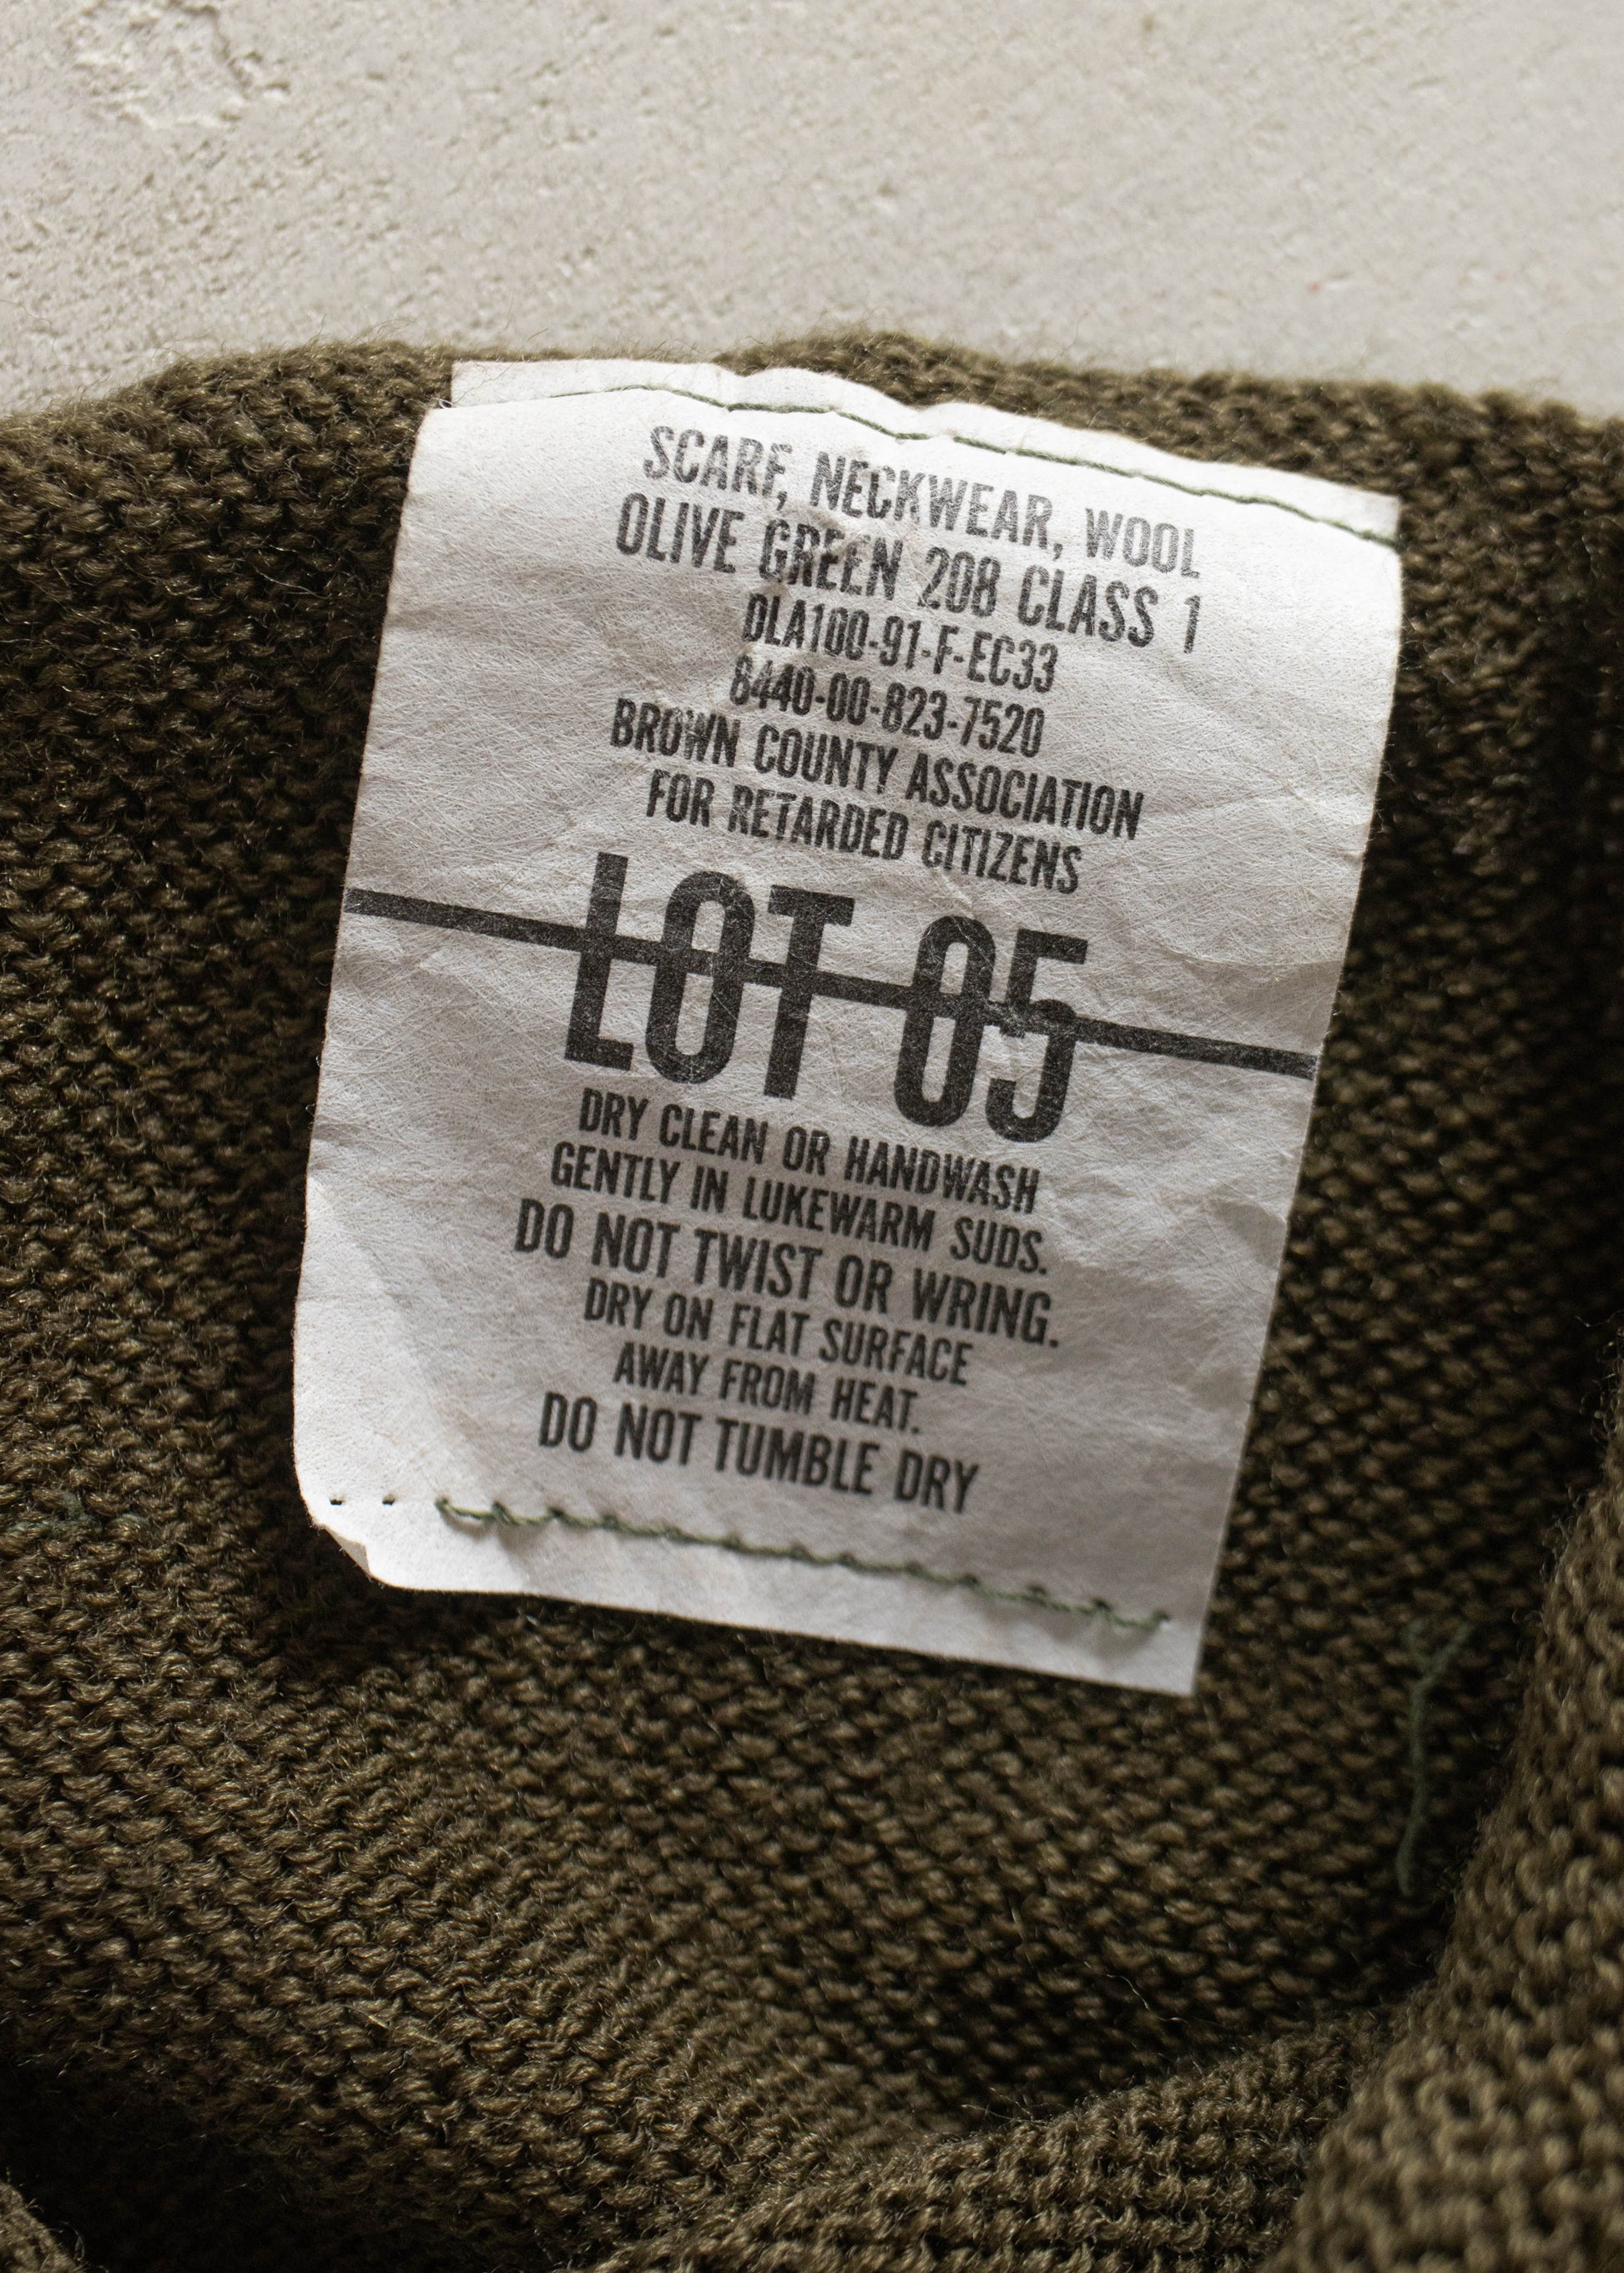 SCARF, NECKWEAR, WOOL
OLIVE GREEN 208 CLASS 1
DLA100-91-F-EC33
8440-00-823-7520
BROWN COUNTY ASSOCIATION
FOR RETARDED CITIZENS
LOT 05
DRY CLEAN OR HANDWASH
GENTLY IN LUKEWARM SUDS.
DO NOT TWIST OR WRING.
DRY ON FLAT SURFACE
AWAY FROM HEAT.
DO NOT TUMBLE DRY